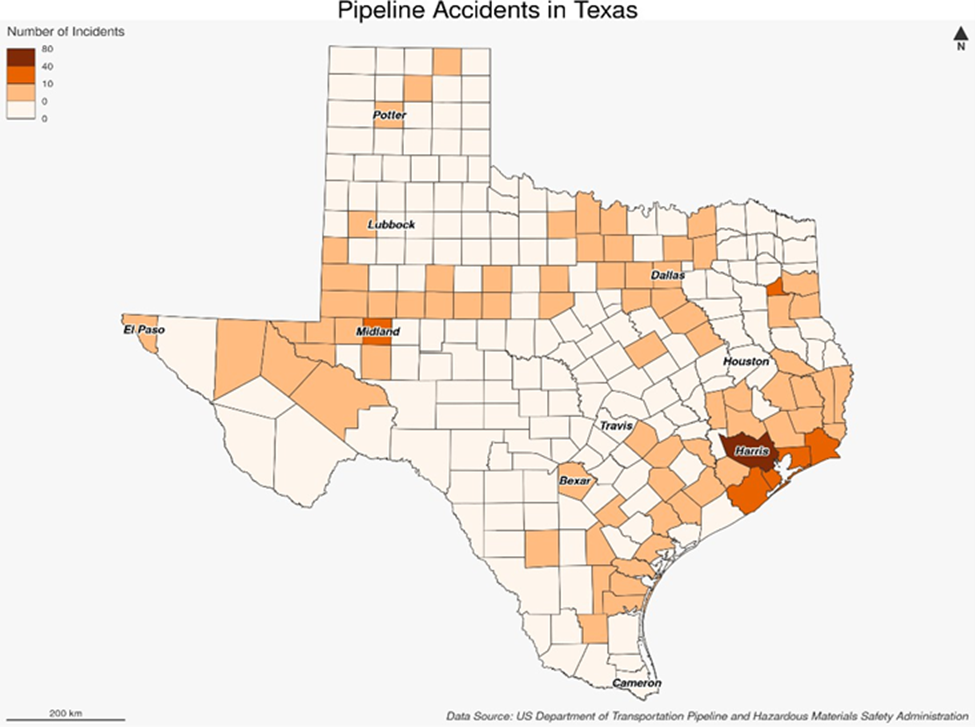 Pipeline Accidents in Texas
Number of Incidents
80
40
10
0
0
N
Potter
Lubbock
Dallas
El Paso
Midland
Houston
Travis
Harris
Bexar
Cameron
200 km
Data Source: US Department of Transportation Pipeline and Hazardous Materials Safety Administration